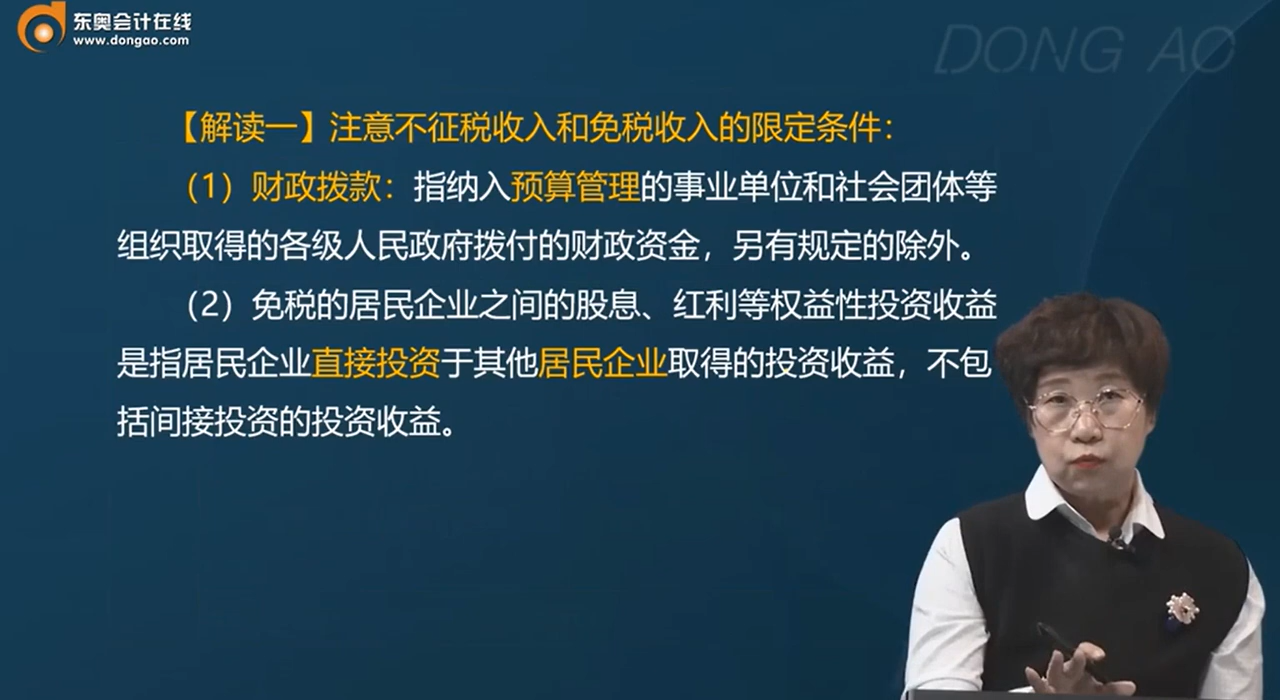 东奥会计在线
www.dongao.com
DONG AO
【解读一】注意不征税收入和免税收入的限定条件：
（1）财政拨款：指纳入预算管理的事业单位和社会团体等
组织取得的各级人民政府拨付的财政资金，另有规定的除外。
（2）免税的居民企业之间的股息、红利等权益性投资收益
是指居民企业直接投资于其他居民企业取得的投资收益，不包
括间接投资的投资收益。